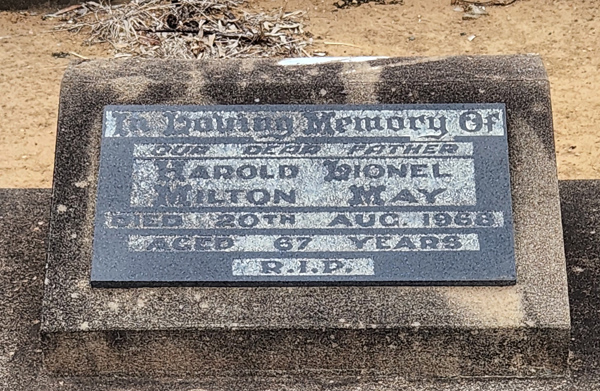 In Loving Memory Of
OUR DEAR FATHER
HAROLD LIONEL
MILTON MAY
DIED 20TH AUG. 1968
AGED 67 YEARS
R.I.P.